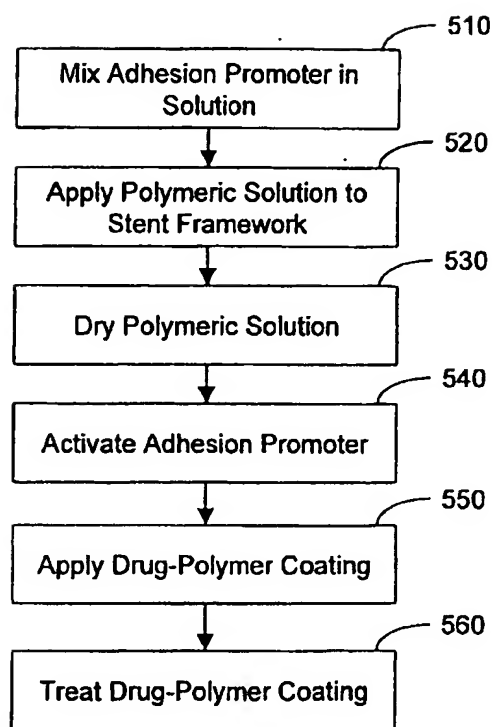 510
Mix Adhesion Promoter in
Solution
520
Apply Polymeric Solution to
Stent Framework
530
Dry Polymeric Solution
540
Activate Adhesion Promoter
550
Apply Drug-Polymer Coating
560
Treat Drug-Polymer Coating